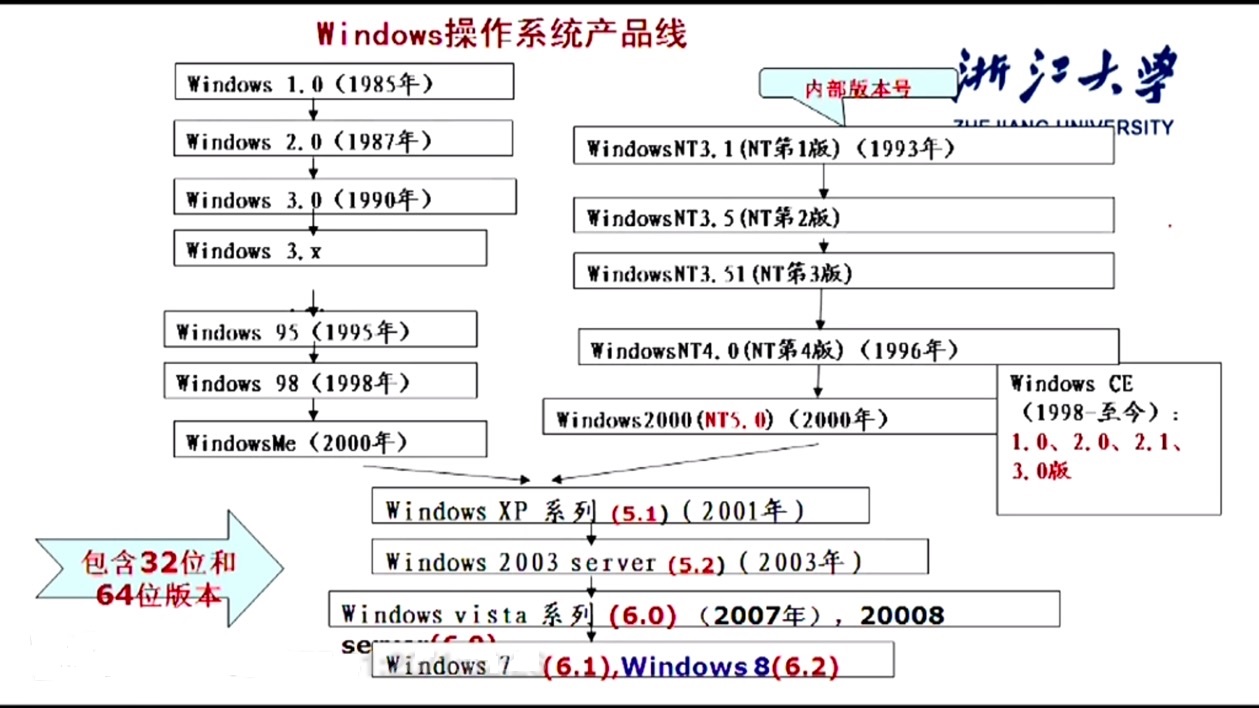 Windows操作系统产品线
浙江大学
ZHEJIANG UNIVERSITY
内部版本号
Windows 1.0（1985年）
Windows 2.0（1987年）
Windows 3.0（1990年）
Windows 3.x
Windows 95（1995年）
Windows 98（1998年）
WindowsMe（2000年）
WindowsNT3.1(NT第1版)（1993年）
WindowsNT3.5(NT第2版)
WindowsNT3.51(NT第3版)
WindowsNT4.0(NT第4版)（1996年）
Windows2000(NT5.0)（2000年）
Windows CE
（1998-至今）：
1.0、2.0、2.1、
3.0版
Windows XP 系列 (5.1)（2001年）
Windows 2003 server (5.2)（2003年）
Windows vista 系列 (6.0) （2007年），20008
Windows 7 (6.1),Windows 8(6.2)
包含32位和
64位版本